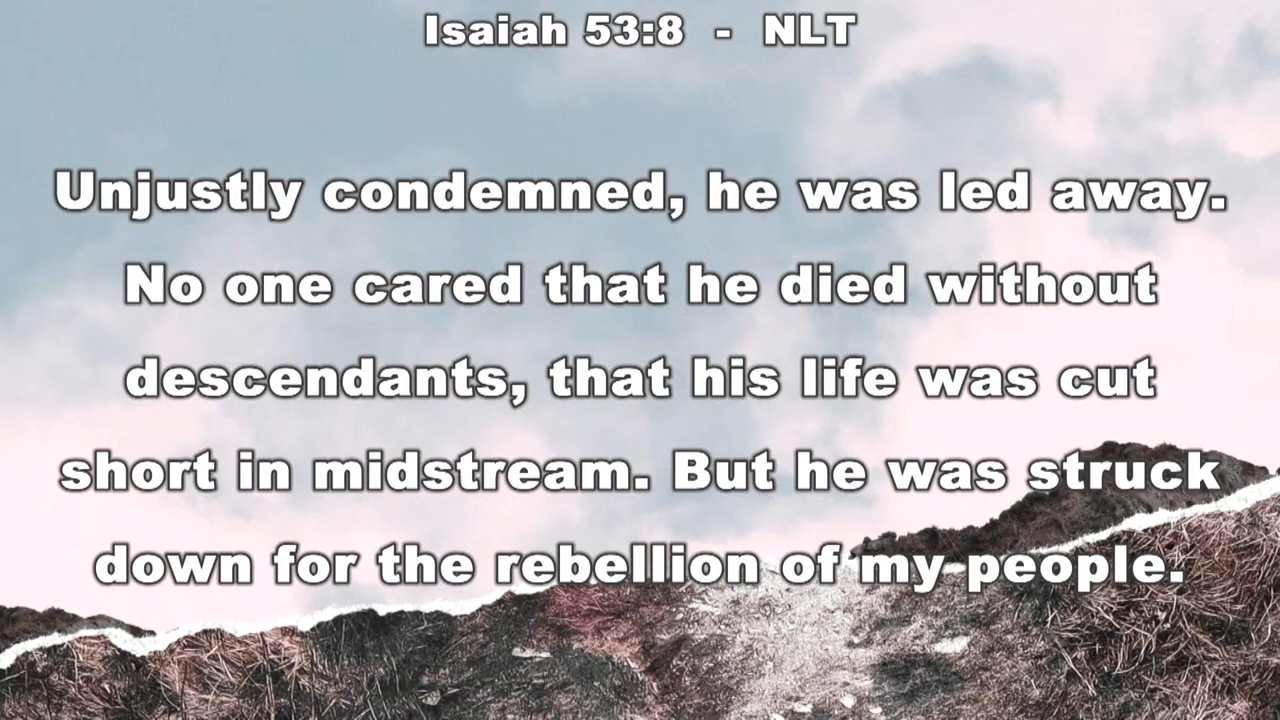 Isaiah 53:8 - NLT
Unjustly condemned, he was led away.
No one cared that he died without
descendants, that his life was cut
short in midstream. But he was struck
down for the rebellion of my people.